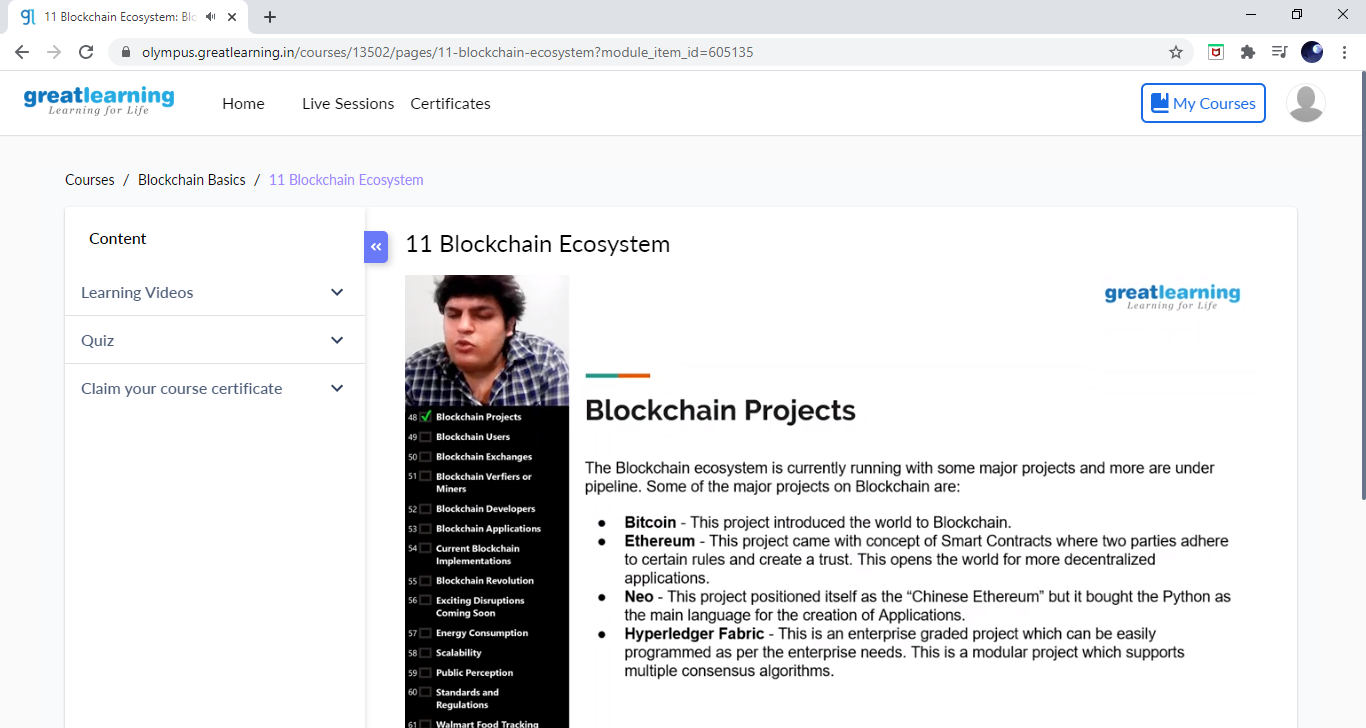 11 Blockchain Ecosystem: Blo
olympus.greatlearning.in/courses/13502/pages/11-blockchain-ecosystem?module_item_id=605135
greatlearning
Learning for Life
Home
Live Sessions
Certificates
My Courses
Courses / Blockchain Basics / 11 Blockchain Ecosystem
Content
Learning Videos
Quiz
Claim your course certificate
11 Blockchain Ecosystem
greatlearning
Learning for Life
48 Blockchain Projects
49 Blockchain Users
50 Blockchain Exchanges
51 Blockchain Verfiers or
Miners
52 Blockchain Developers
53 Blockchain Applications
54 Current Blockchain
Implementations
55 Blockchain Revolution
56 Exciting Disruptions
Coming Soon
57 Energy Consumption
58 Scalability
59 Public Perception
60 Standards and
Regulations
61 Walmart Food Tracking
Blockchain Projects
The Blockchain ecosystem is currently running with some major projects and more are under
pipeline. Some of the major projects on Blockchain are:
● Bitcoin - This project introduced the world to Blockchain.
● Ethereum - This project came with concept of Smart Contracts where two parties adhere
to certain rules and create a trust. This opens the world for more decentralized
applications.
● Neo - This project positioned itself as the “Chinese Ethereum” but it bought the Python as
the main language for the creation of Applications.
● Hyperledger Fabric - This is an enterprise graded project which can be easily
programmed as per the enterprise needs. This is a modular project which supports
multiple consensus algorithms.